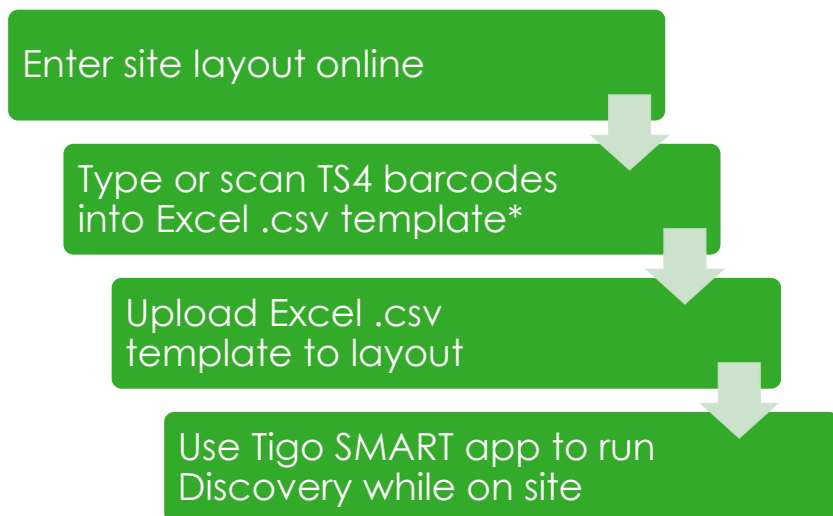 Enter site layout online
Type or scan TS4 barcodes
into Excel .csv template*
Upload Excel .csv
template to layout
Use Tigo SMART app to run
Discovery while on site